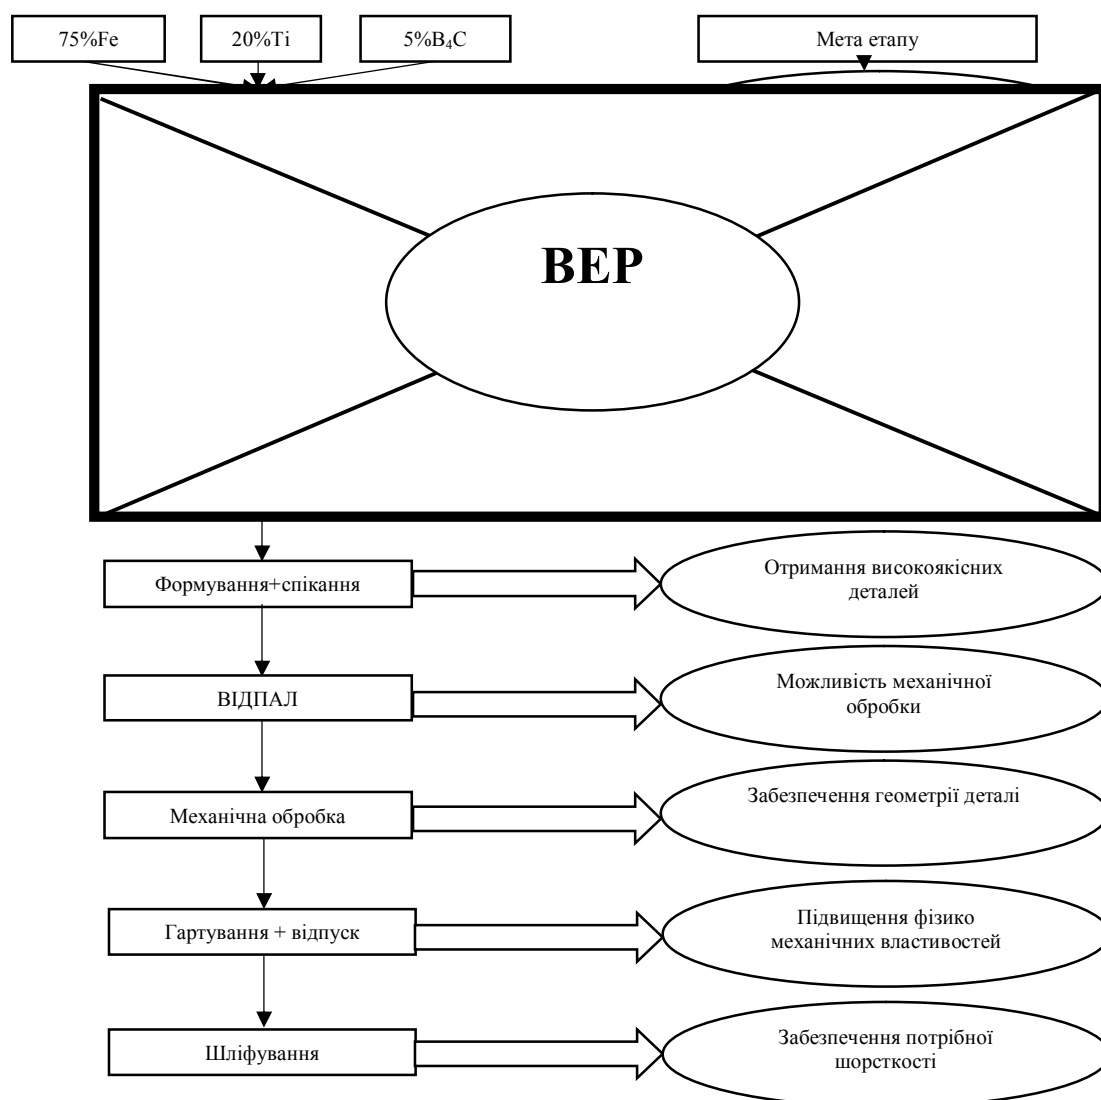 75%Fe
20%Ti
5%B₄C
Мета етапу
ВЕР
Формування+спікання
Отримання високоякісних
деталей
ВІДПАЛ
Можливість механічної
обробки
Механічна обробка
Забезпечення геометрії деталі
Гартування + відпуск
Підвищення фізико
механічних властивостей
Шліфування
Забезпечення потрібної
шорсткості